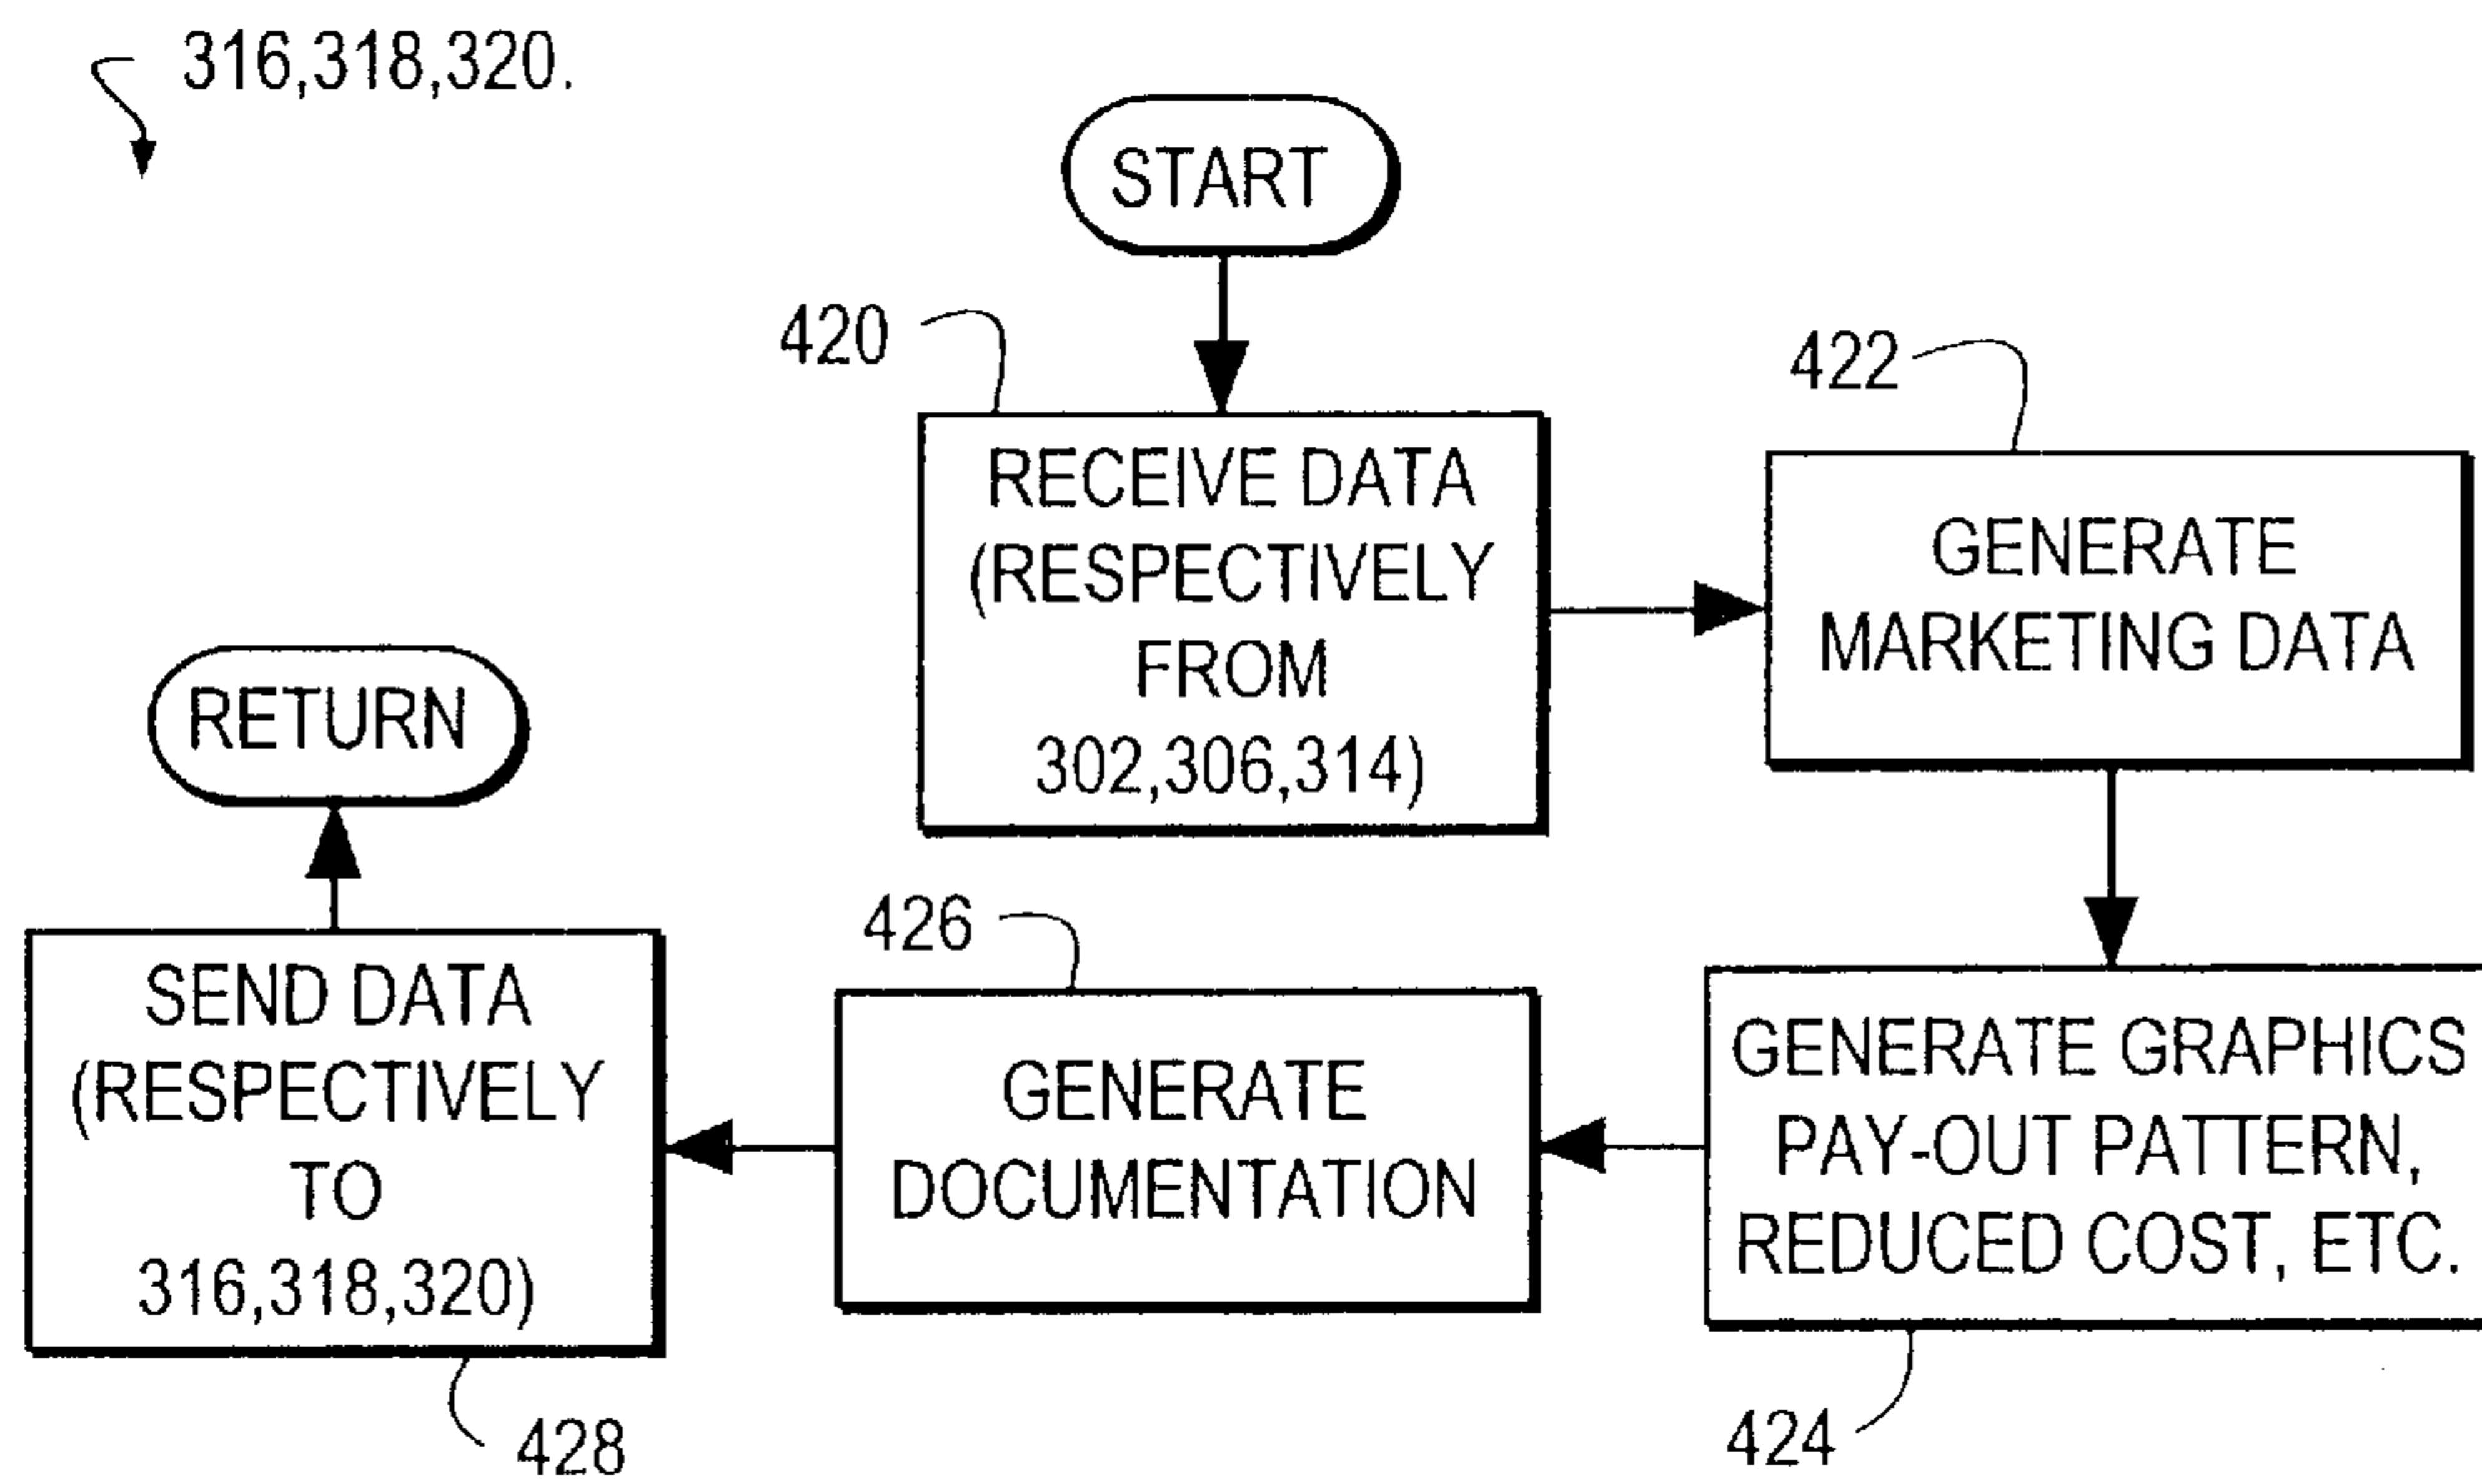 316,318,320.
START
420
RECEIVE DATA
(RESPECTIVELY
FROM
302,306,314)
422
GENERATE
MARKETING DATA
GENERATE GRAPHICS
PAY-OUT PATTERN,
REDUCED COST, ETC.
424
426
GENERATE
DOCUMENTATION
SEND DATA
(RESPECTIVELY
TO
316,318,320)
428
RETURN